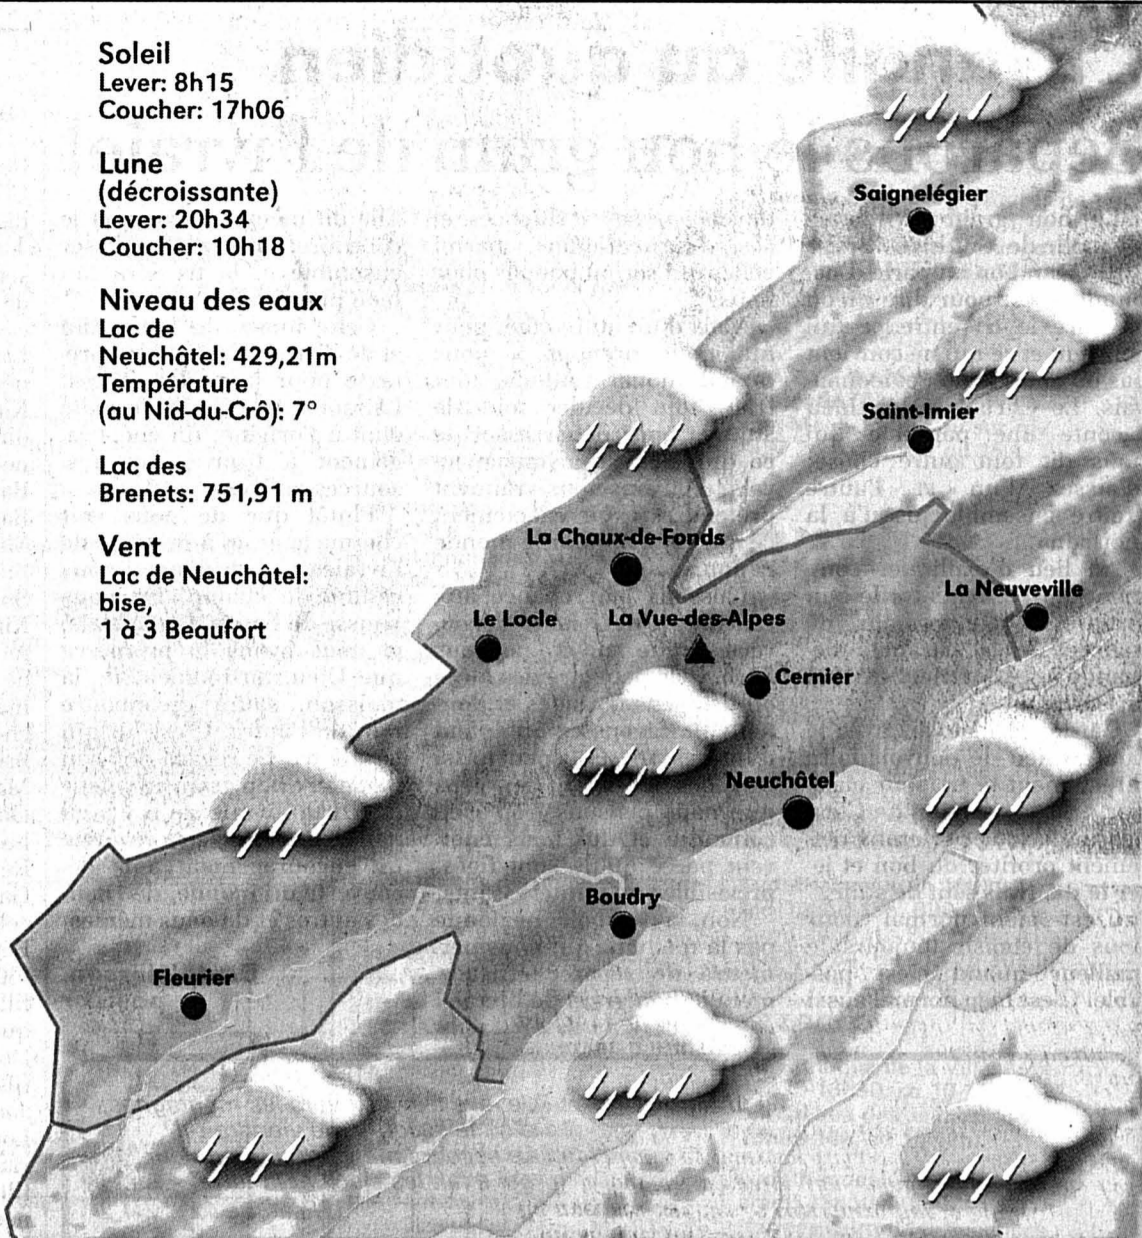 Soleil
Lever: 8h15
Coucher: 17h06
Lune
(décroissante)
Lever: 20h34
Coucher: 10h18
Niveau des eaux
Lac de
Neuchâtel: 429,21m
Température
(au Nid-du-Crô): 7°
Lac des
Brenets: 751,91 m
Vent
Lac de Neuchâtel:
bise,
1 à 3 Beaufort
Saignelégier
Saint-Imier
La Chaux-de-Fonds
La Neuveville
Le Locle
La Vue-des-Alpes
Cernier
Neuchâtel
Boudry
Fleurier